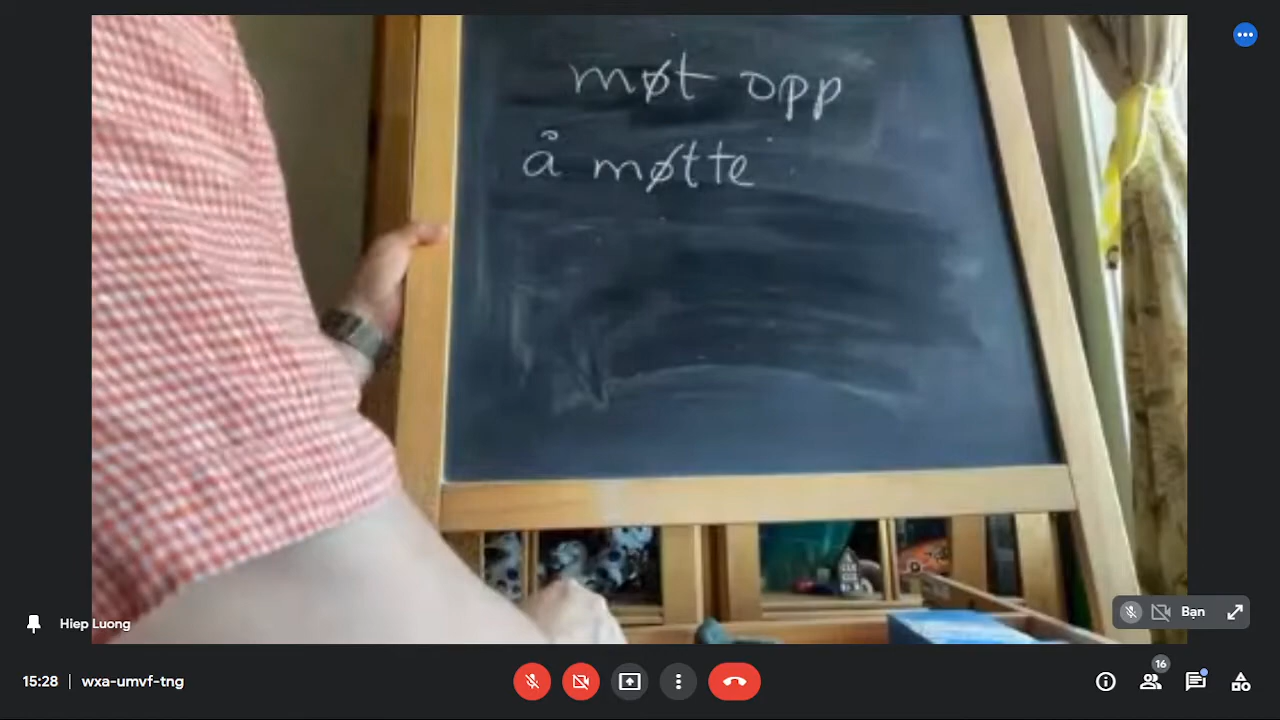 møt opp
å møtte
Hiep Luong
Bạn
15:28 | wxa-umvf-tng
16